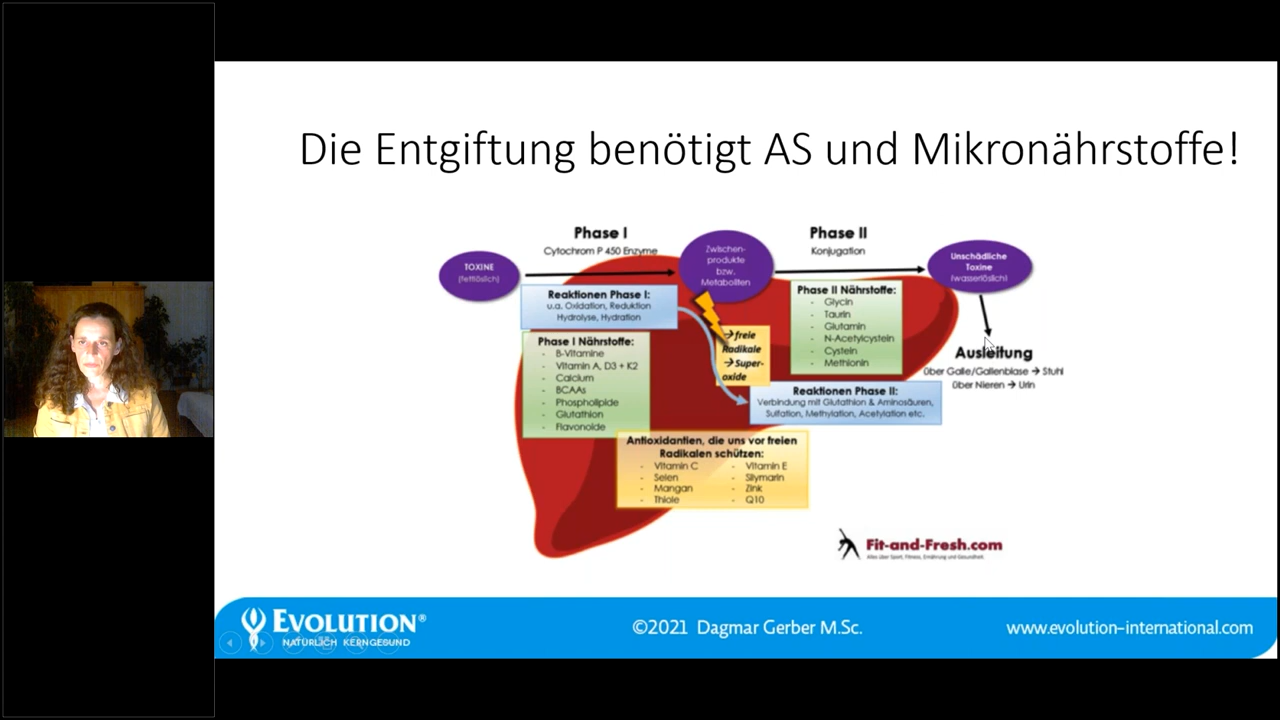 Die Entgiftung benötigt AS und Mikronährstoffe!
Phase I
Cytochrom P 450 Enzyme
Phase II
Konjugation
TOXINE
(fettlöslich)
Zwischen-
produkte
bzw.
Metaboliten
Unschädliche
Toxine
(wasserlöslich)
Reaktionen Phase I:
u.a. Oxidation, Reduktion
Hydrolyse, Hydration
Phase I Nährstoffe:
- B-Vitamine
- Vitamin A, D3 + K2
- Calcium
- BCAAs
- Phospholipide
- Glutathion
- Flavonoide
→ freie
Radikale
→ Super-
oxide
Phase II Nährstoffe:
- Glycin
- Taurin
- Glutamin
- N-Acetylcystein
- Cystein
- Methionin
Ausleitung
über Galle/Gallenblase → Stuhl
über Nieren → Urin
Reaktionen Phase II:
Verbindung mit Glutathion & Aminosäuren,
Sulfation, Methylation, Acetylation etc.
Antioxidantien, die uns vor freien
Radikalen schützen:
- Vitamin C - Vitamin E
- Selen - Silymarin
- Mangan - Zink
- Thiole - Q10
Fit-and-Fresh.com
Alles über Sport, Fitness, Ernährung und Gesundheit.
EVOLUTION®
NATÜRLICH KERNGESUND
©2021 Dagmar Gerber M.Sc.
www.evolution-international.com